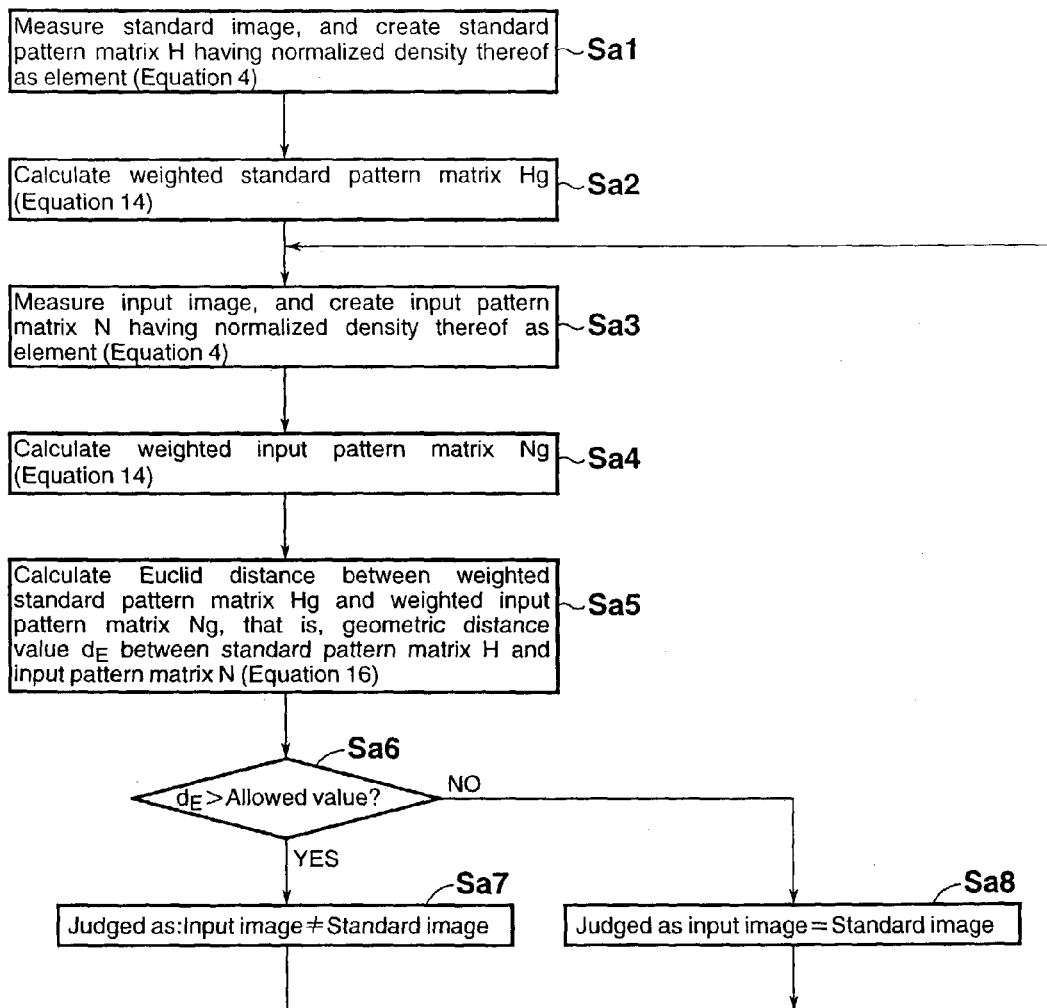 Measure standard image, and create standard
pattern matrix H having normalized density thereof
as element (Equation 4)
Sa1
Calculate weighted standard pattern matrix Hg
(Equation 14)
Sa2
Measure input image, and create input pattern
matrix N having normalized density thereof as
element (Equation 4)
Sa3
Calculate weighted input pattern matrix Ng
(Equation 14)
Sa4
Calculate Euclid distance between weighted
standard pattern matrix Hg and weighted input
pattern matrix Ng, that is, geometric distance
value dE between standard pattern matrix H and
input pattern matrix N (Equation 16)
Sa5
Sa6
dE>Allowed value?
NO
YES
Sa7
Judged as:Input image≠Standard image
Sa8
Judged as input image=Standard image